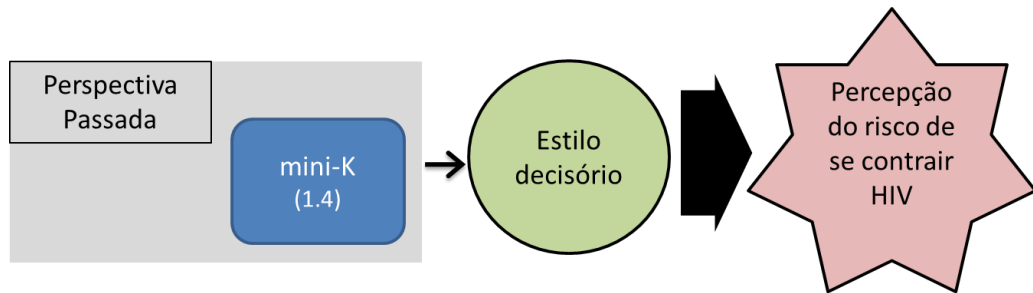 Perspectiva
Passada
mini-K
(1.4)
Estilo
decisório
Percepção
do risco de
se contrair
HIV